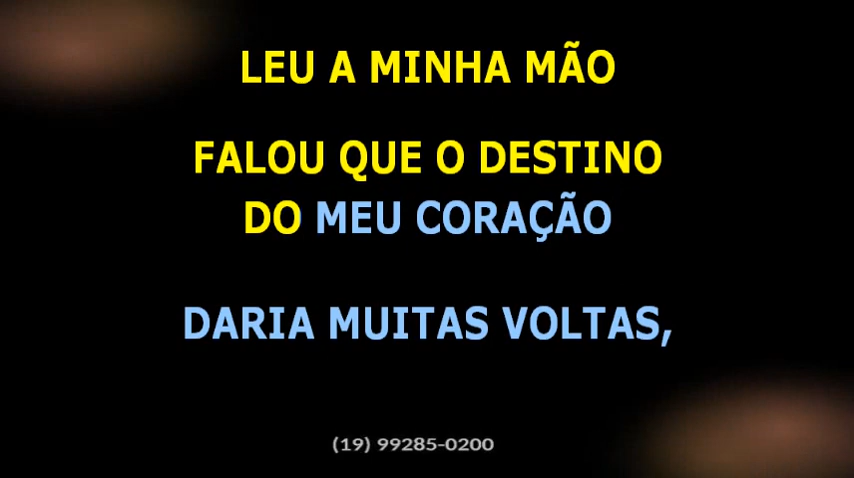 LEU A MINHA MÃO
FALOU QUE O DESTINO
DO MEU CORAÇÃO
DARIA MUITAS VOLTAS,
(19) 99285-0200